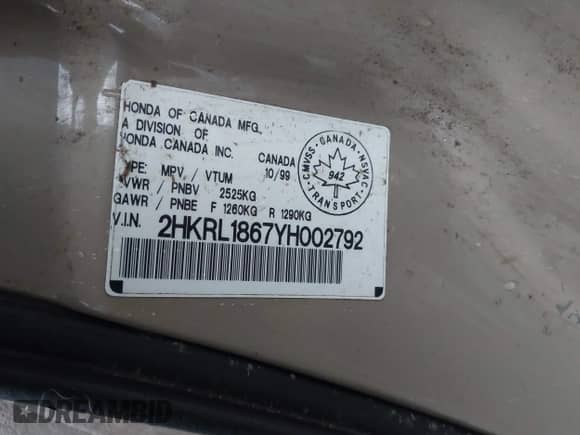 HONDA OF CANADA MFG.,
A DIVISION OF
HONDA CANADA INC.
CANADA
10/99
TYPE: MPV / VTUM
GVWR / PNBV 2525KG
GAWR / PNBE F 1260KG R 1290KG
V.I.N. 2HKRL1867YH002792
CMVSS · CANADA · NSVAC
942
TRANSPORT
DREAMBID